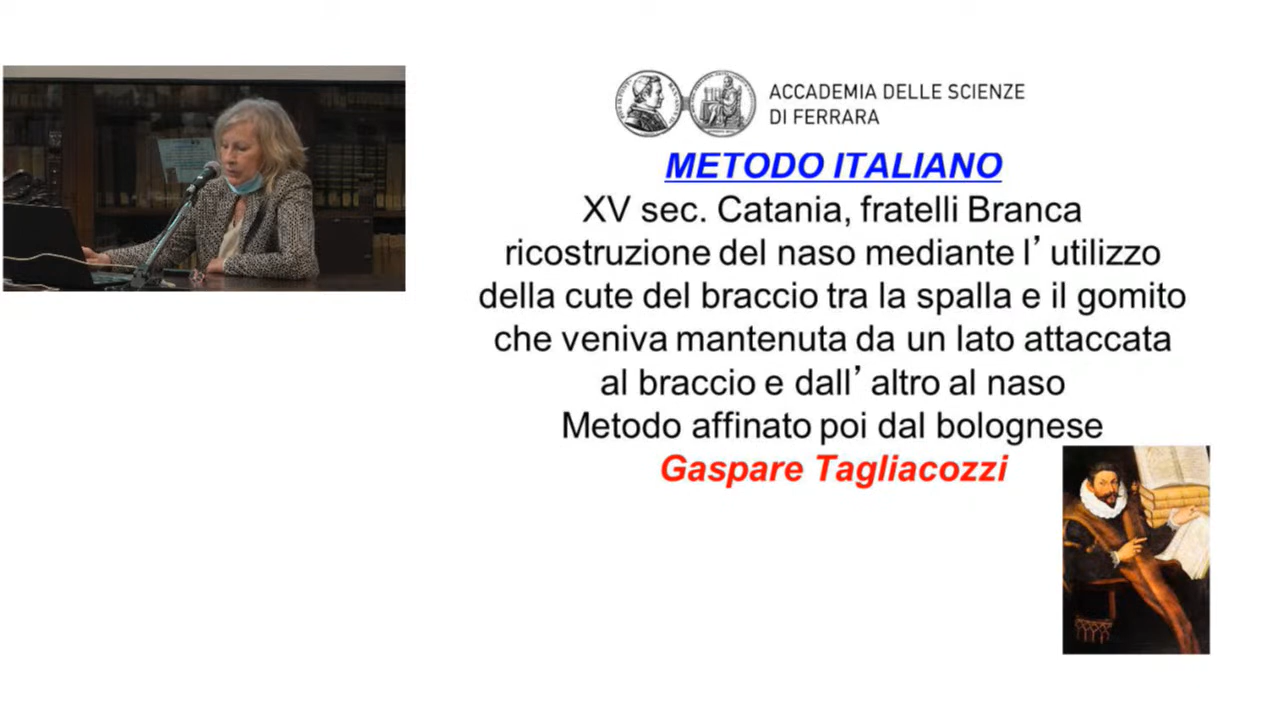 ACCADEMIA DELLE SCIENZE
DI FERRARA
METODO ITALIANO
XV sec. Catania, fratelli Branca
ricostruzione del naso mediante l’ utilizzo
della cute del braccio tra la spalla e il gomito
che veniva mantenuta da un lato attaccata
al braccio e dall’ altro al naso
Metodo affinato poi dal bolognese
Gaspare Tagliacozzi